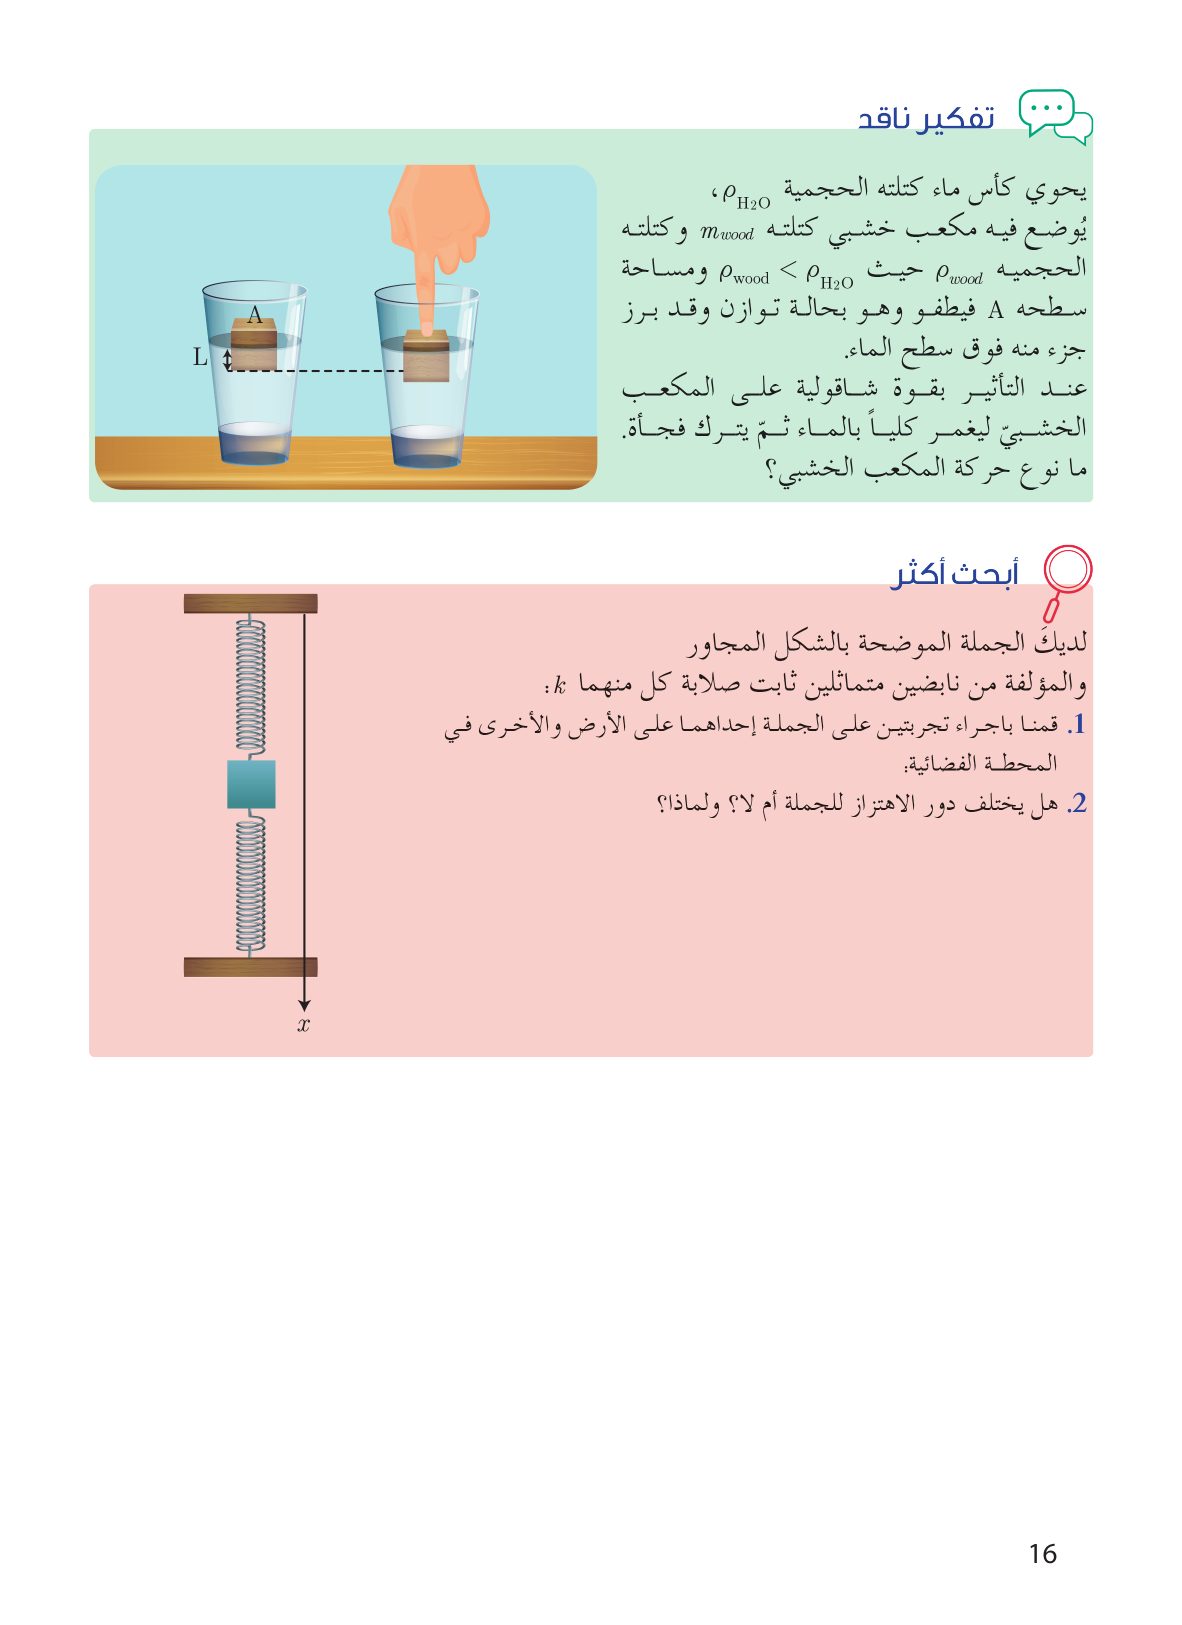 تفكير ناقد
يحوي كأس ماء كتلته الحجمية ρH2O،
يُوضع فيه مكعب خشبي كتلته mwood وكتلته
الحجميه ρwood حيث ρwood < ρH2O ومساحة
سطحه A فيطفو وهو بحالة توازن وقد برز
جزء منه فوق سطح الماء.
عند التأثير بقوة شاقولية على المكعب
الخشبيّ ليغمر كلياً بالماء ثمّ يترك فجأة.
ما نوع حركة المكعب الخشبي؟
A
L
أبحث أكثر
لديكَ الجملة الموضحة بالشكل المجاور
والمؤلفة من نابضين متماثلين ثابت صلابة كل منهما k:
1. قمنا باجراء تجربتين على الجملة إحداهما على الأرض والأخرى في
المحطة الفضائية:
2. هل يختلف دور الاهتزاز للجملة أم لا؟ ولماذا؟
x
16